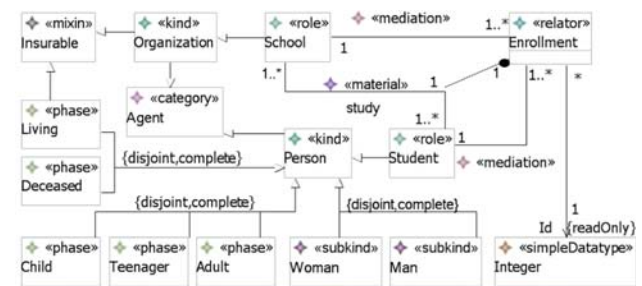 «mixin»
Insurable
«kind»
Organization
«role»
School
«mediation»
1
1..*
«relator»
Enrollment
1..*
«material»
study
1
1
1..*
*
«category»
Agent
«phase»
Living
{disjoint,complete}
«phase»
Deceased
«kind»
Person
1..*
«role»
Student
1
«mediation»
{disjoint,complete}
{disjoint,complete}
1
Id
{readOnly}
«phase»
Child
«phase»
Teenager
«phase»
Adult
«subkind»
Woman
«subkind»
Man
«simpleDatatype»
Integer